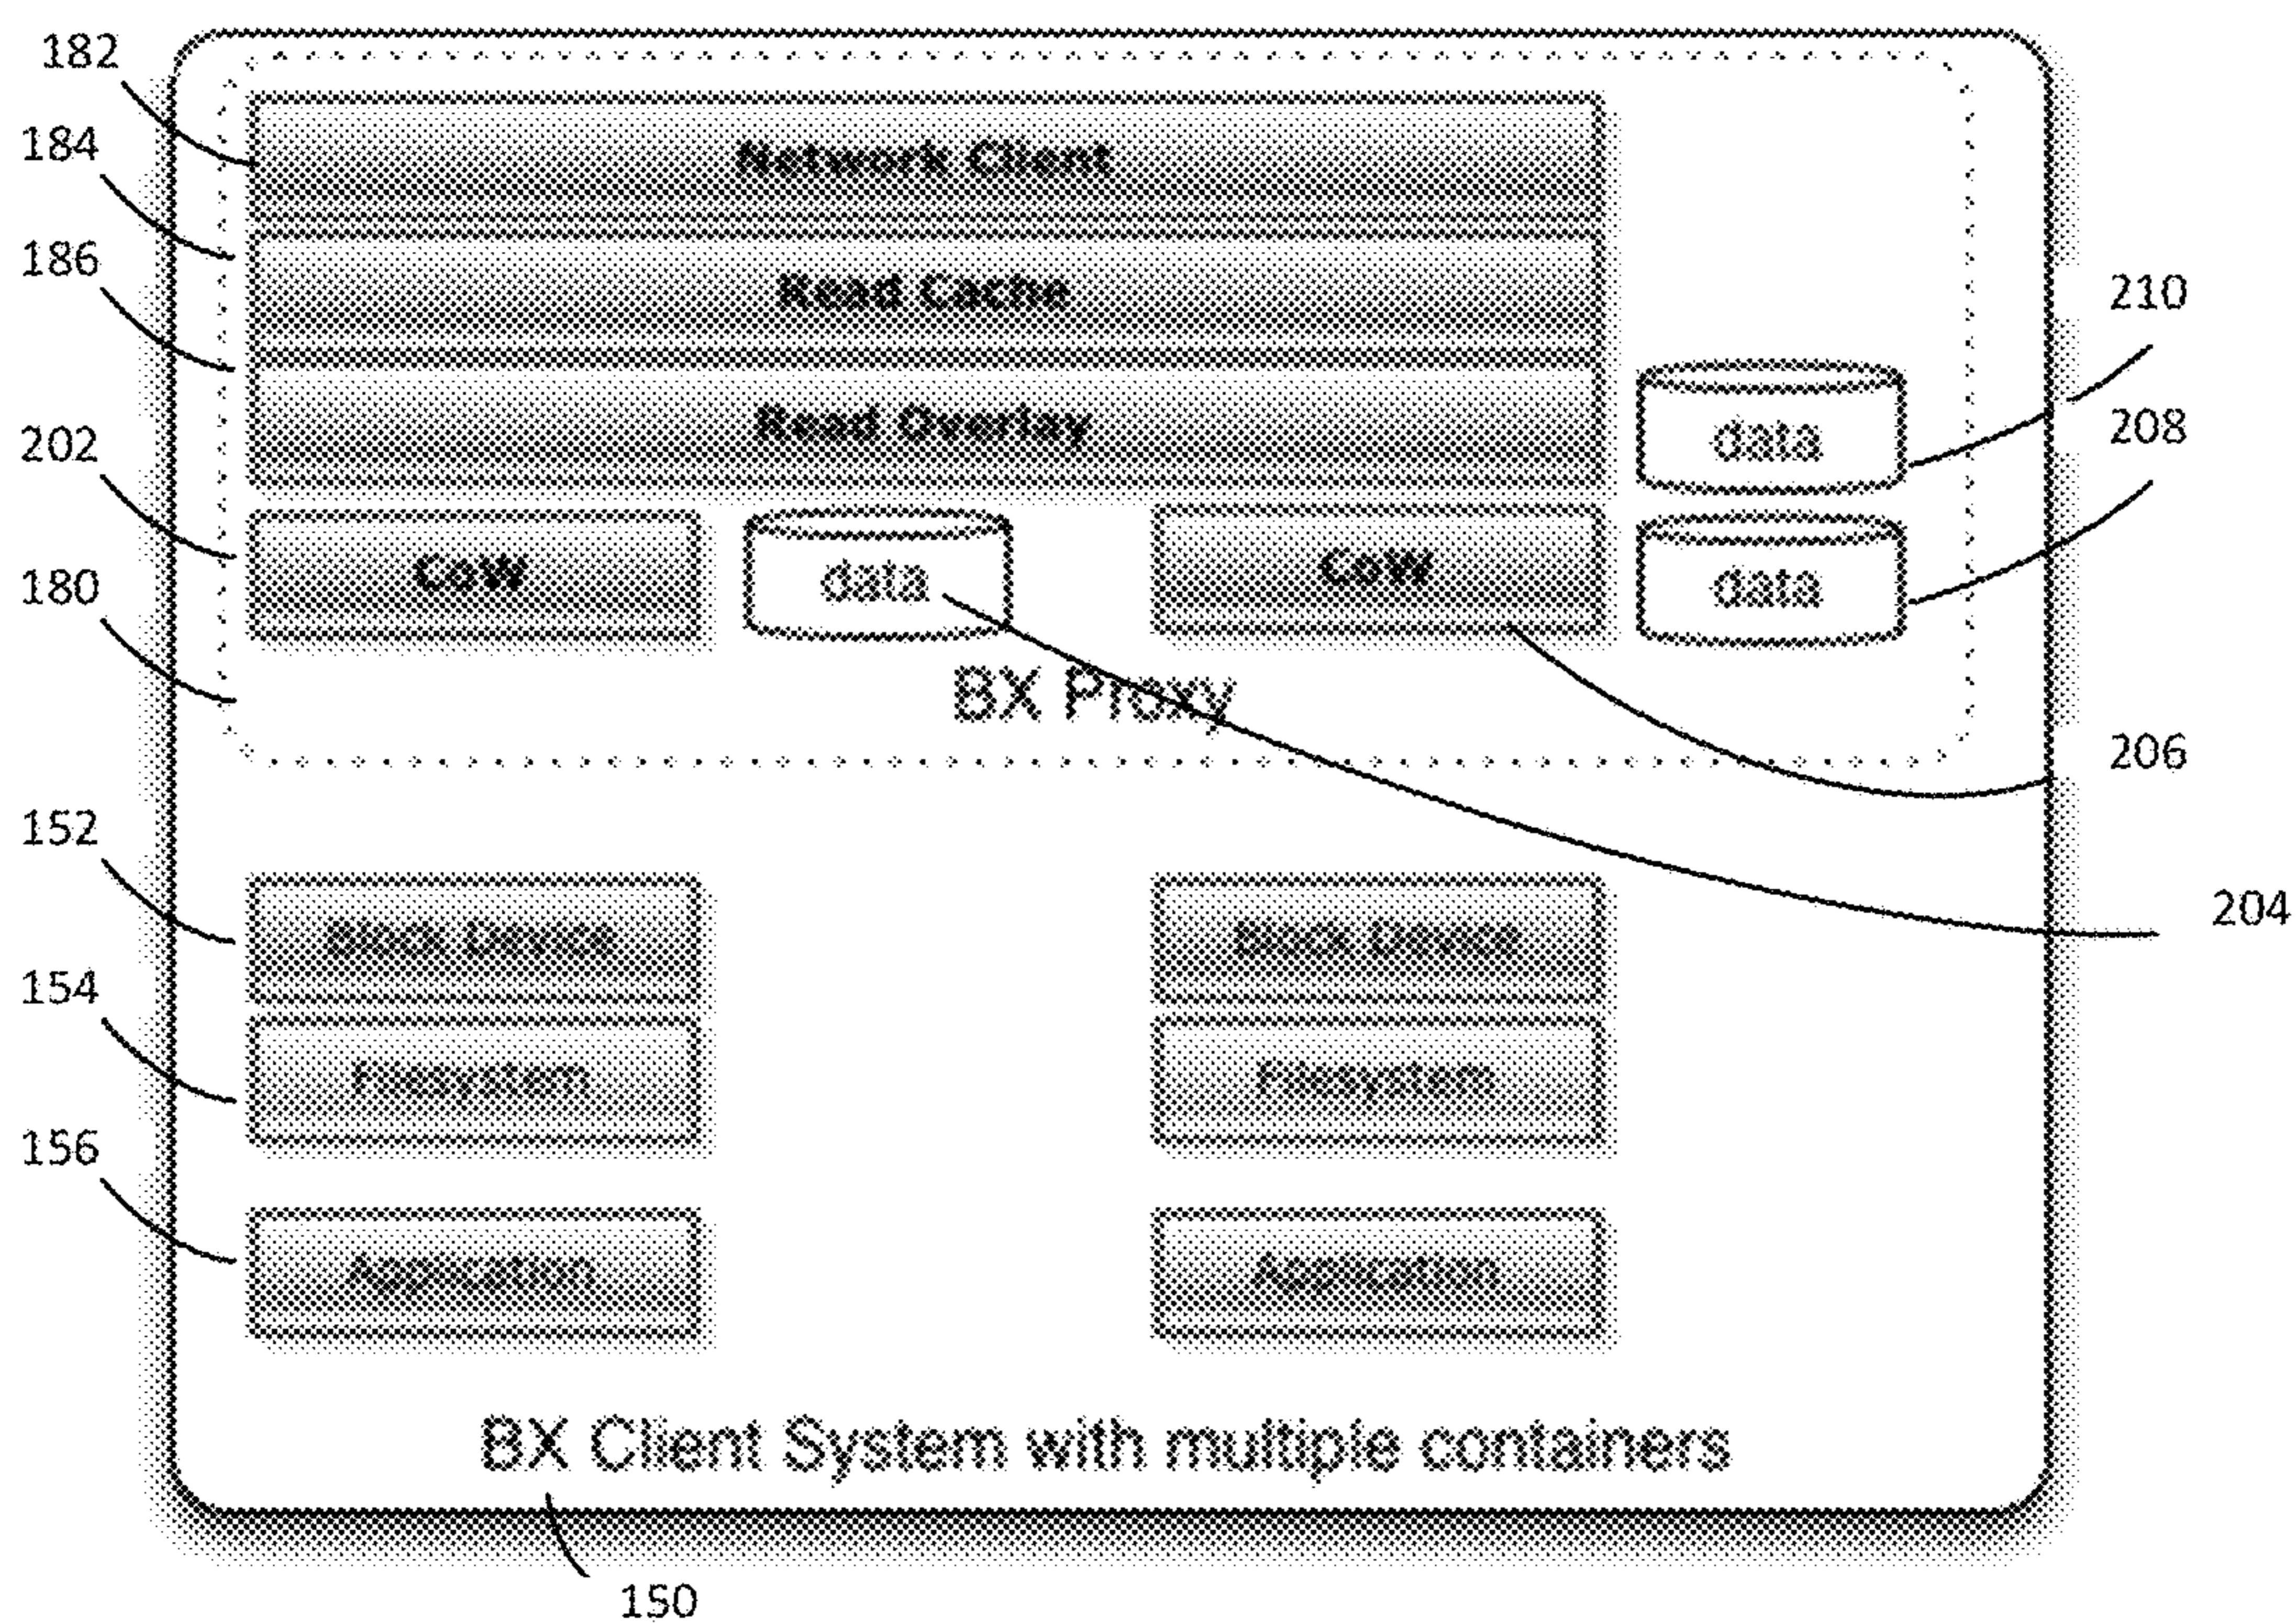 182
Network Client
184
Read Cache
186
210
Read Overlay
data
208
202
CoW
data
CoW
data
180
BX Proxy
206
152
Block Device
Block Device
204
154
Filesystem
Filesystem
156
Application
Application
BX Client System with multiple containers
150